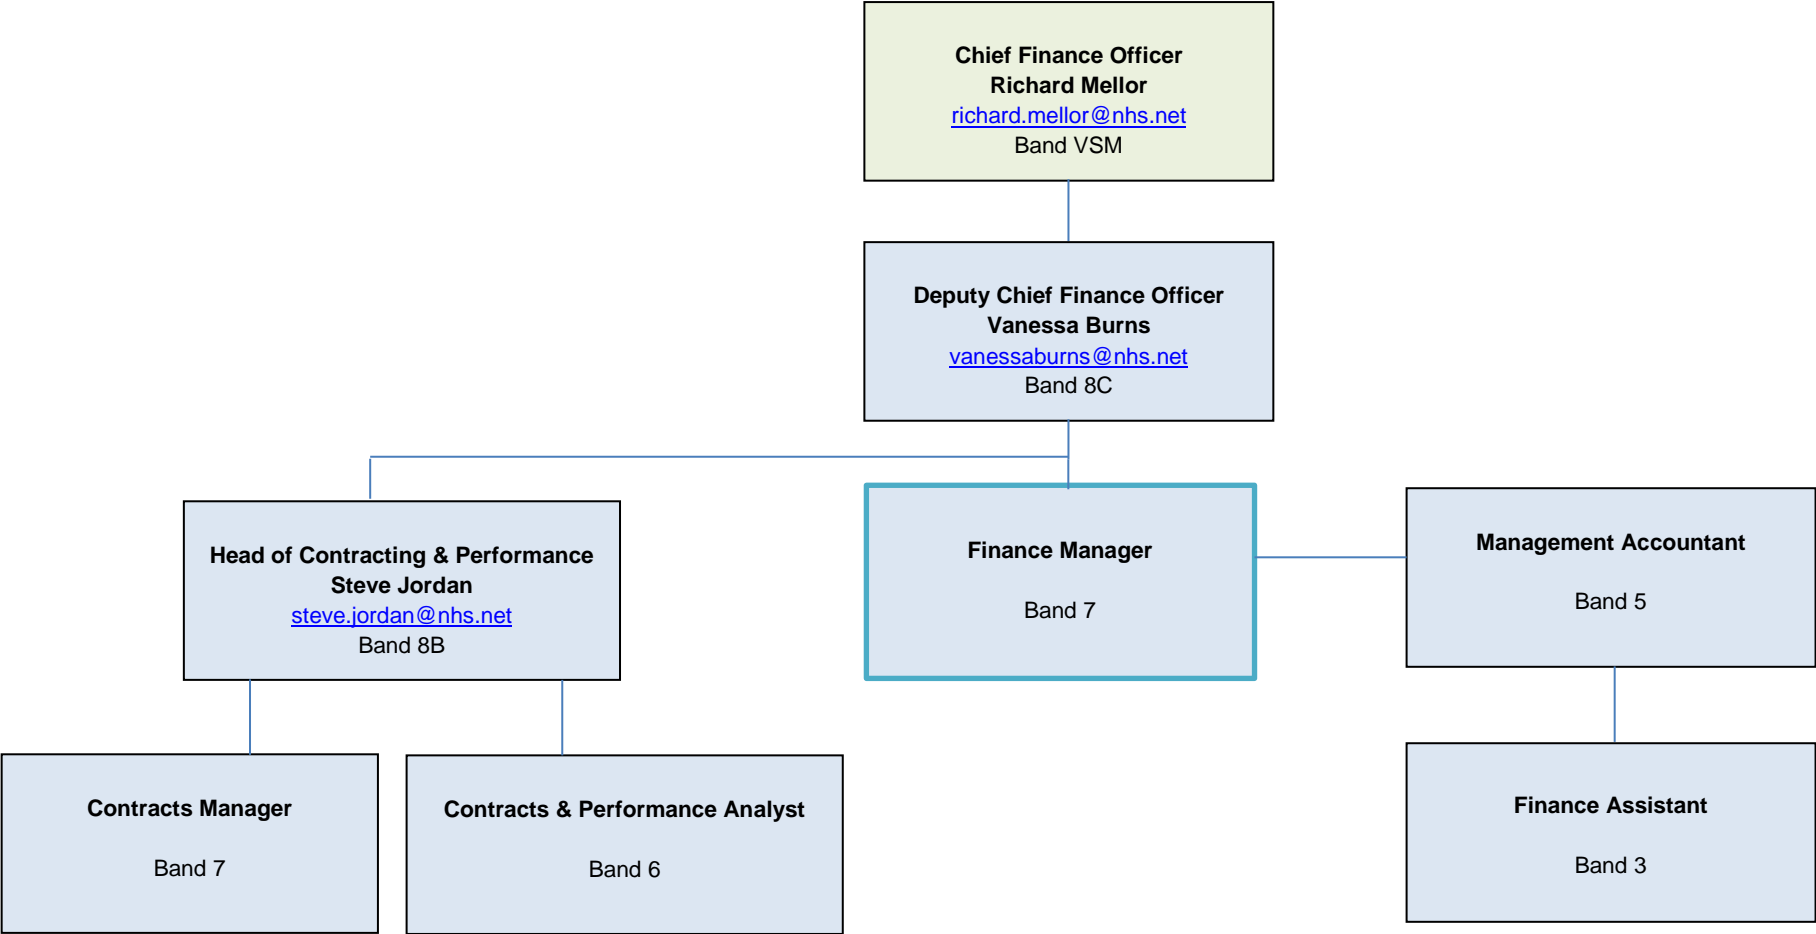 Chief Finance Officer
Richard Mellor
richard.mellor@nhs.net
Band VSM
Deputy Chief Finance Officer
Vanessa Burns
vanessaburns@nhs.net
Band 8C
Head of Contracting & Performance
Steve Jordan
steve.jordan@nhs.net
Band 8B
Finance Manager
Band 7
Management Accountant
Band 5
Contracts Manager
Band 7
Contracts & Performance Analyst
Band 6
Finance Assistant
Band 3